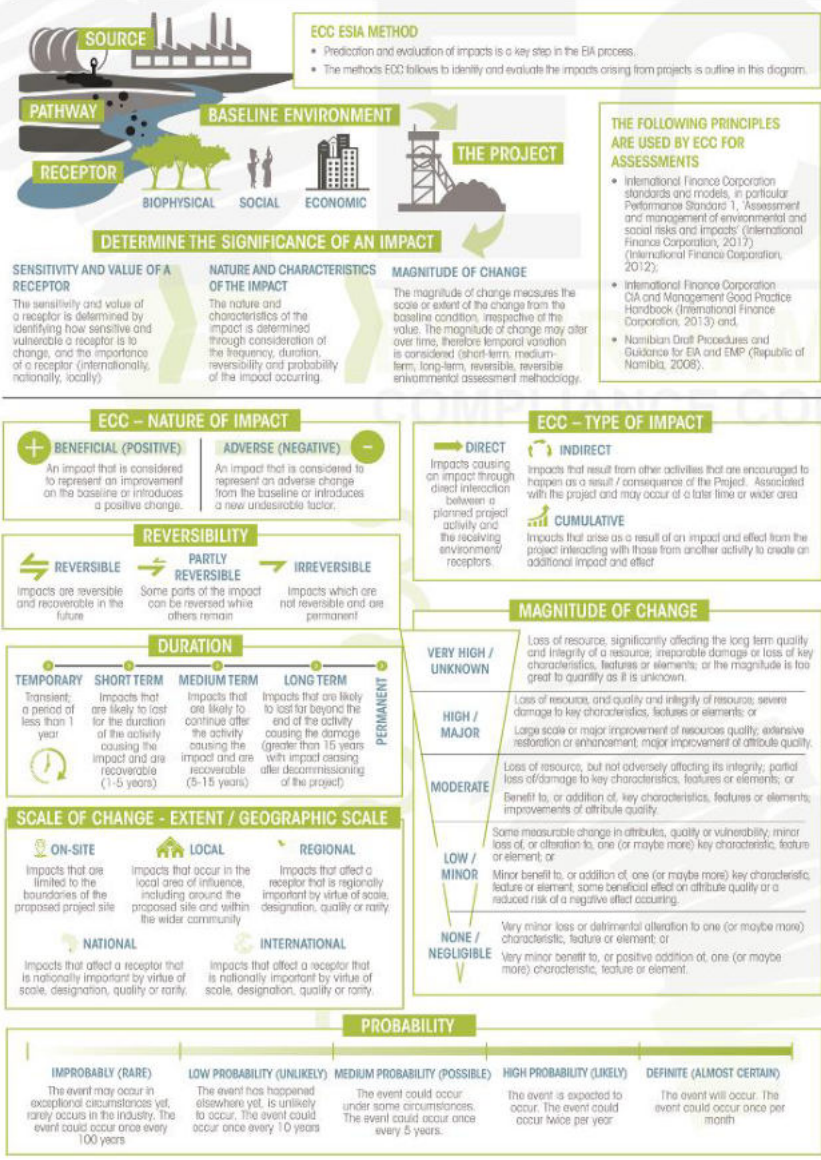 SOURCE
PATHWAY
RECEPTOR
BASELINE ENVIRONMENT
BIOPHYSICAL
SOCIAL
ECONOMIC
THE PROJECT
ECC ESIA METHOD
• Predication and evaluation of impacts is a key step in the EIA process.
• The methods ECC follows to identify and evaluate the impacts arising from projects is outline in this diagram.
THE FOLLOWING PRINCIPLES
ARE USED BY ECC FOR
ASSESSMENTS
• International Finance Corporation
standards and models, in particular
Performance Standard 1, 'Assessment
and management of environmental and
social risks and impacts' (International
Finance Corporation, 2017)
(International Finance Corporation,
2012);
• International Finance Corporation
CIA and Management Good Practice
Handbook (International Finance
Corporation, 2013) and,
• Namibian Draft Procedures and
Guidance for EIA and EMP (Republic of
Namibia, 2008).
DETERMINE THE SIGNIFICANCE OF AN IMPACT
SENSITIVITY AND VALUE OF A
RECEPTOR
The sensitivity and value of
a receptor is determined by
identifying how sensitive and
vulnerable a receptor is to
change, and the importance
of a receptor (internationally,
nationally, locally)
NATURE AND CHARACTERISTICS
OF THE IMPACT
The nature and
characteristics of the
impact is determined
through consideration of
the frequency, duration,
reversibility and probability
of the impact occurring.
MAGNITUDE OF CHANGE
The magnitude of change measures the
scale or extent of the change from the
baseline condition, irrespective of the
value. The magnitude of change may alter
over time, therefore temporal variation
is considered (short-term, medium-
term, long-term, reversible, reversible
environmental assessment methodology.
COMPLIANCE CO
ECC – NATURE OF IMPACT
BENEFICIAL (POSITIVE)
An impact that is considered
to represent an improvement
on the baseline or introduces
a positive change.
ADVERSE (NEGATIVE)
An impact that is considered to
represent an adverse change
from the baseline or introduces
a new undesirable factor.
ECC – TYPE OF IMPACT
DIRECT
Impacts causing
an impact through
direct interaction
between a
planned project
activity and
the receiving
environment/
receptors.
INDIRECT
Impacts that result from other activities that are encouraged to
happen as a result / consequence of the Project. Associated
with the project and may occur at a later time or wider area
CUMULATIVE
Impacts that arise as a result of an impact and effect from the
project interacting with those from another activity to create an
additional impact and effect
REVERSIBILITY
REVERSIBLE
Impacts are reversible
and recoverable in the
future
PARTLY
REVERSIBLE
Some parts of the impact
can be reversed while
others remain
IRREVERSIBLE
Impacts which are
not reversible and are
permanent
DURATION
TEMPORARY
Transient;
a period of
less than 1
year
SHORT TERM
Impacts that
are likely to last
for the duration
of the activity
causing the
impact and are
recoverable
(1-5 years)
MEDIUM TERM
Impacts that
are likely to
continue after
the activity
causing the
impact and are
recoverable
(5-15 years)
LONG TERM
Impacts that are likely
to last far beyond the
end of the activity
causing the damage
(greater than 15 years
with impact ceasing
after decommissioning
of the project)
PERMANENT
MAGNITUDE OF CHANGE
VERY HIGH /
UNKNOWN
Loss of resource, significantly affecting the long term quality
and integrity of a resource; irreparable damage or loss of key
characteristics, features or elements; or the magnitude is too
great to quantify as it is unknown.
HIGH /
MAJOR
Loss of resource, and quality and integrity of resource; severe
damage to key characteristics, features or elements; or
Large scale or major improvement of resources quality; extensive
restoration or enhancement; major improvement of attribute quality.
MODERATE
Loss of resource, but not adversely affecting its integrity; partial
loss of/damage to key characteristics, features or elements; or
Benefit to, or addition of, key characteristics, features or elements;
improvements of attribute quality.
LOW /
MINOR
Some measurable change in attributes, quality or vulnerability; minor
loss of, or alteration to, one (or maybe more) key characteristic, feature
or element; or
Minor benefit to, or addition of, one (or maybe more) key characteristic,
feature or element; some beneficial effect on attribute quality or a
reduced risk of a negative effect occurring.
NONE /
NEGLIGIBLE
Very minor loss or detrimental alteration to one (or maybe more)
characteristic, feature or element; or
Very minor benefit to, or positive addition of, one (or maybe
more) characteristic, feature or element.
SCALE OF CHANGE - EXTENT / GEOGRAPHIC SCALE
ON-SITE
Impacts that are
limited to the
boundaries of the
proposed project site
LOCAL
Impacts that occur in the
local area of influence,
including around the
proposed site and within
the wider community
REGIONAL
Impacts that affect a
receptor that is regionally
important by virtue of scale,
designation, quality or rarity.
NATIONAL
Impacts that affect a receptor that
is nationally important by virtue of
scale, designation, quality or rarity.
INTERNATIONAL
Impacts that affect a receptor that
is nationally important by virtue of
scale, designation, quality or rarity.
PROBABILITY
IMPROBABLY (RARE)
The event may occur in
exceptional circumstances yet,
rarely occurs in the industry. The
event could occur once every
100 years
LOW PROBABILITY (UNLIKELY)
The event has happened
elsewhere yet, is unlikely
to occur. The event could
occur once every 10 years
MEDIUM PROBABILITY (POSSIBLE)
The event could occur
under some circumstances.
The event could occur once
every 5 years.
HIGH PROBABILITY (LIKELY)
The event is expected to
occur. The event could
occur twice per year
DEFINITE (ALMOST CERTAIN)
The event will occur. The
event could occur once per
month